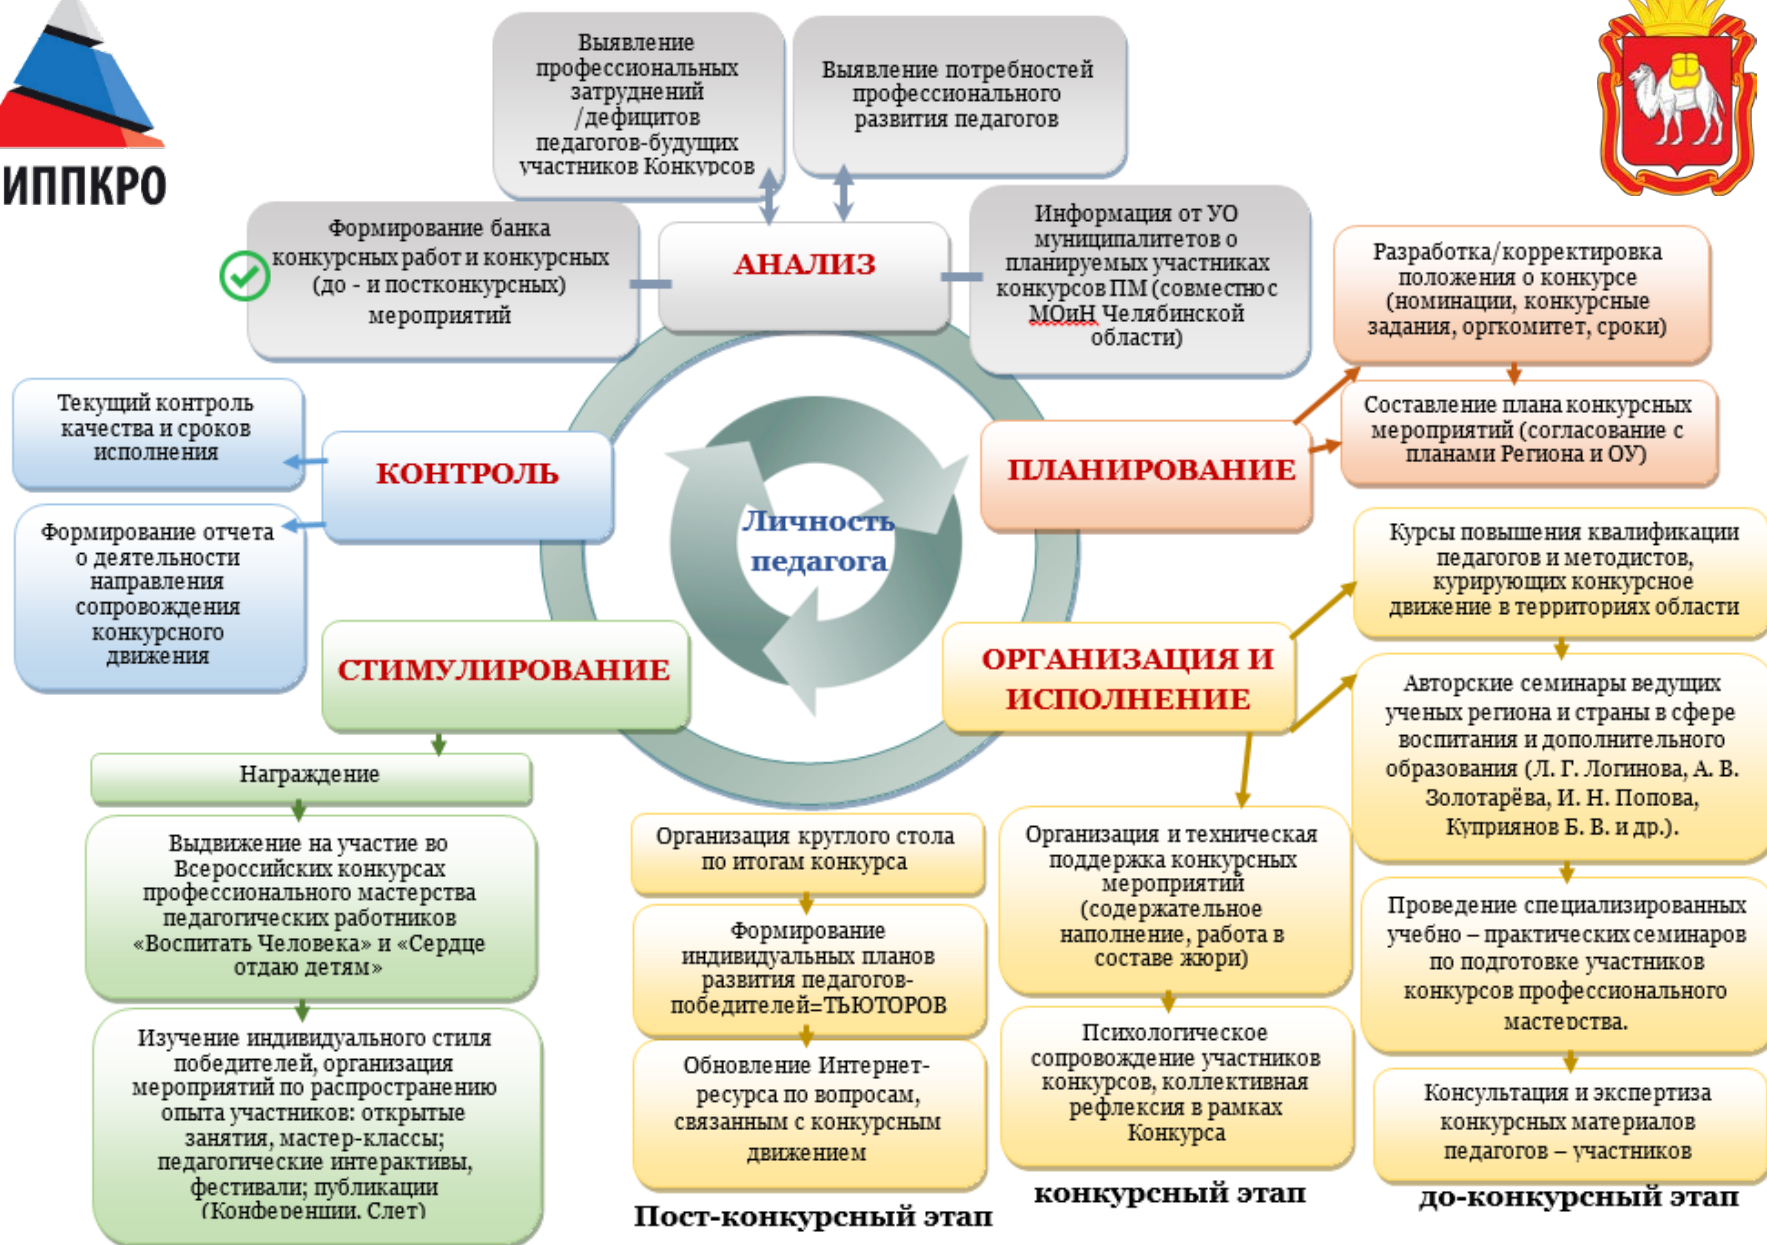 ИППКРО
Выявление
профессиональных
затруднений
/дефицитов
педагогов-будущих
участников Конкурсов
Выявление потребностей
профессионального
развития педагогов
Формирование банка
конкурсных работ и конкурсных
(до - и постконкурсных)
мероприятий
АНАЛИЗ
Информация от УО
муниципалитетов о
планируемых участниках
конкурсов ПМ (совместно с
МОиН Челябинской
области)
Разработка/корректировка
положения о конкурсе
(номинации, конкурсные
задания, оргкомитет, сроки)
Составление плана конкурсных
мероприятий (согласование с
планами Региона и ОУ)
ПЛАНИРОВАНИЕ
Текущий контроль
качества и сроков
исполнения
КОНТРОЛЬ
Формирование отчета
о деятельности
направления
сопровождения
конкурсного
движения
Личность
педагога
СТИМУЛИРОВАНИЕ
ОРГАНИЗАЦИЯ И
ИСПОЛНЕНИЕ
Курсы повышения квалификации
педагогов и методистов,
курирующих конкурсное
движение в территориях области
Авторские семинары ведущих
ученых региона и страны в сфере
воспитания и дополнительного
образования (Л. Г. Логинова, А. В.
Золотарёва, И. Н. Попова,
Куприянов Б. В. и др.).
Проведение специализированных
учебно – практических семинаров
по подготовке участников
конкурсов профессионального
мастерства.
Консультация и экспертиза
конкурсных материалов
педагогов – участников
до-конкурсный этап
Организация и техническая
поддержка конкурсных
мероприятий
(содержательное
наполнение, работа в
составе жюри)
Психологическое
сопровождение участников
конкурсов, коллективная
рефлексия в рамках
Конкурса
конкурсный этап
Организация круглого стола
по итогам конкурса
Формирование
индивидуальных планов
развития педагогов-
победителей=ТЬЮТОРОВ
Обновление Интернет-
ресурса по вопросам,
связанным с конкурсным
движением
Пост-конкурсный этап
Награждение
Выдвижение на участие во
Всероссийских конкурсах
профессионального мастерства
педагогических работников
«Воспитать Человека» и «Сердце
отдаю детям»
Изучение индивидуального стиля
победителей, организация
мероприятий по распространению
опыта участников: открытые
занятия, мастер-классы;
педагогические интерактивы,
фестивали; публикации
(Конференции. Слет)